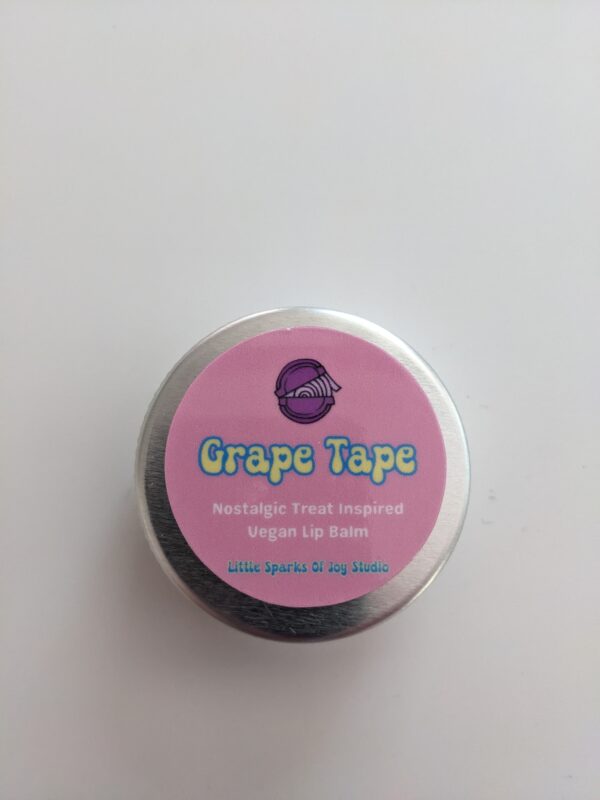 Grape Tape
Nostalgic Treat Inspired
Vegan Lip Balm
Little Sparks Of Joy Studio